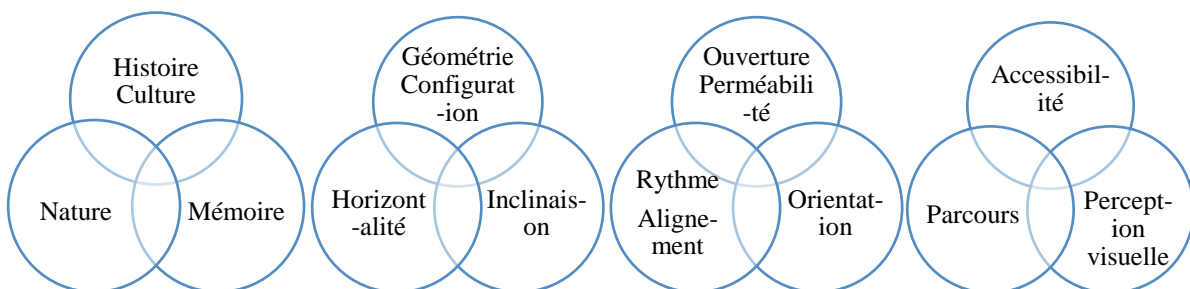 Histoire
Culture
Nature
Mémoire
Géométrie
Configurat
-ion
Horizont
-alité
Inclinais-
on
Ouverture
Perméabili
-té
Rythme
Aligne-
ment
Orientat-
ion
Accessibil-
ité
Parcours
Percept-
ion
visuelle